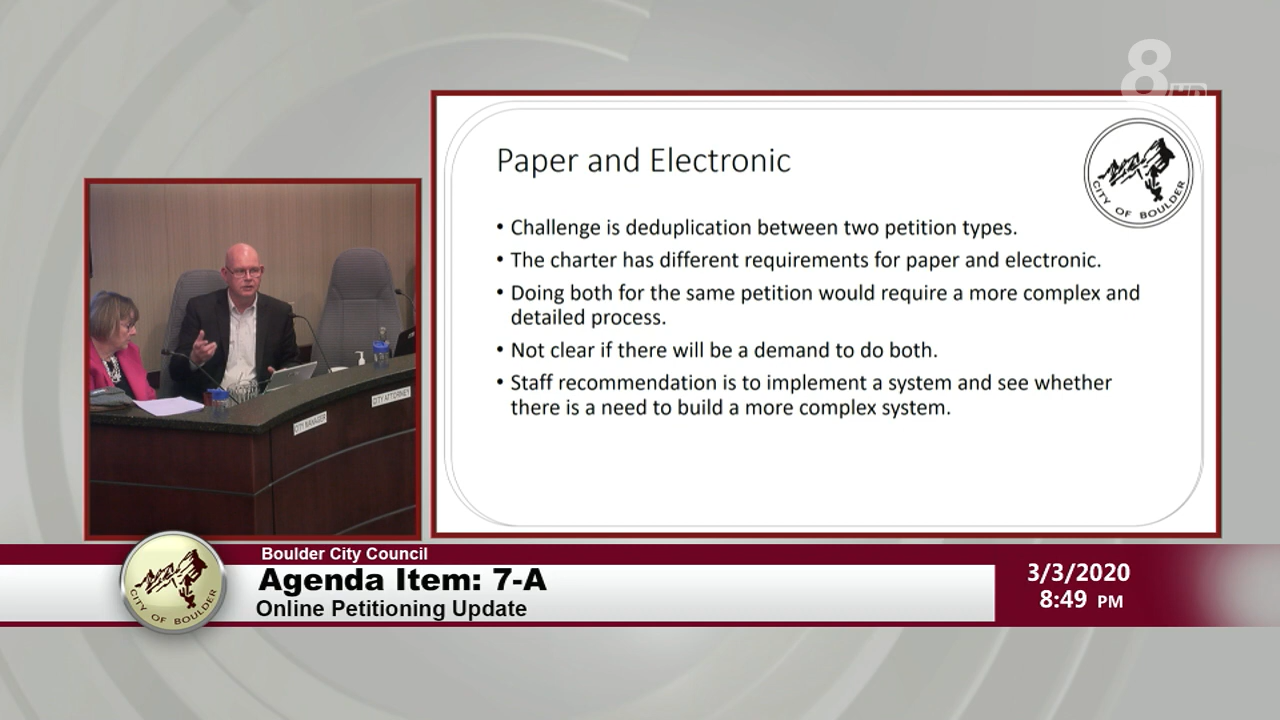 8
HD
Paper and Electronic
CITY OF BOULDER
• Challenge is deduplication between two petition types.
• The charter has different requirements for paper and electronic.
• Doing both for the same petition would require a more complex and
detailed process.
• Not clear if there will be a demand to do both.
• Staff recommendation is to implement a system and see whether
there is a need to build a more complex system.
CITY MANAGER
CITY ATTORNEY
Boulder City Council
Agenda Item: 7-A
Online Petitioning Update
CITY OF BOULDER
3/3/2020
8:49 PM